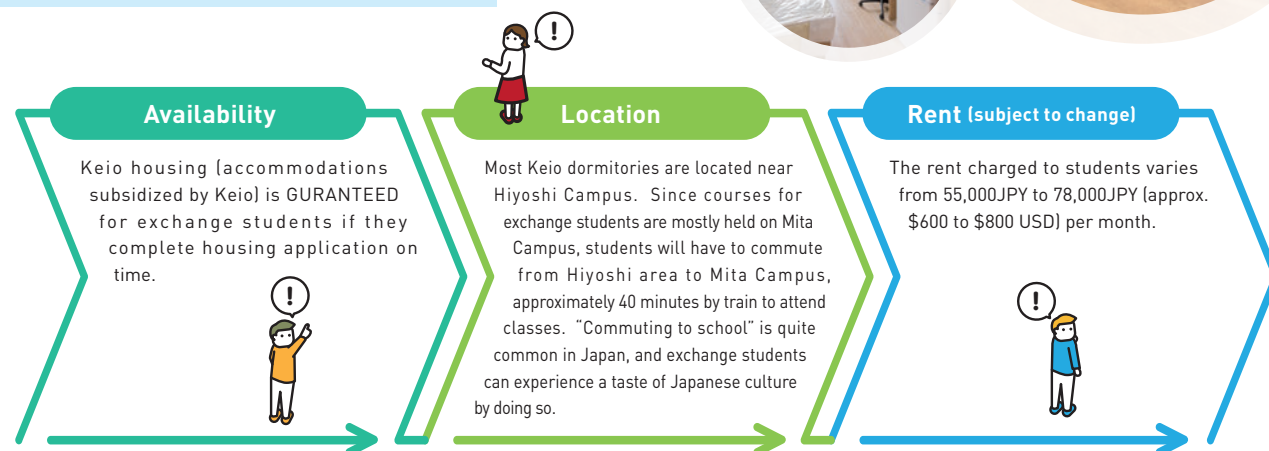 Availability
Keio housing (accommodations
subsidized by Keio) is GURANTEED
for exchange students if they
complete housing application on
time.
!
!
Location
Most Keio dormitories are located near
Hiyoshi Campus. Since courses for
exchange students are mostly held on Mita
Campus, students will have to commute
from Hiyoshi area to Mita Campus,
approximately 40 minutes by train to attend
classes. “Commuting to school” is quite
common in Japan, and exchange students
can experience a taste of Japanese culture
by doing so.
Rent (subject to change)
The rent charged to students varies
from 55,000JPY to 78,000JPY (approx.
$600 to $800 USD) per month.
!